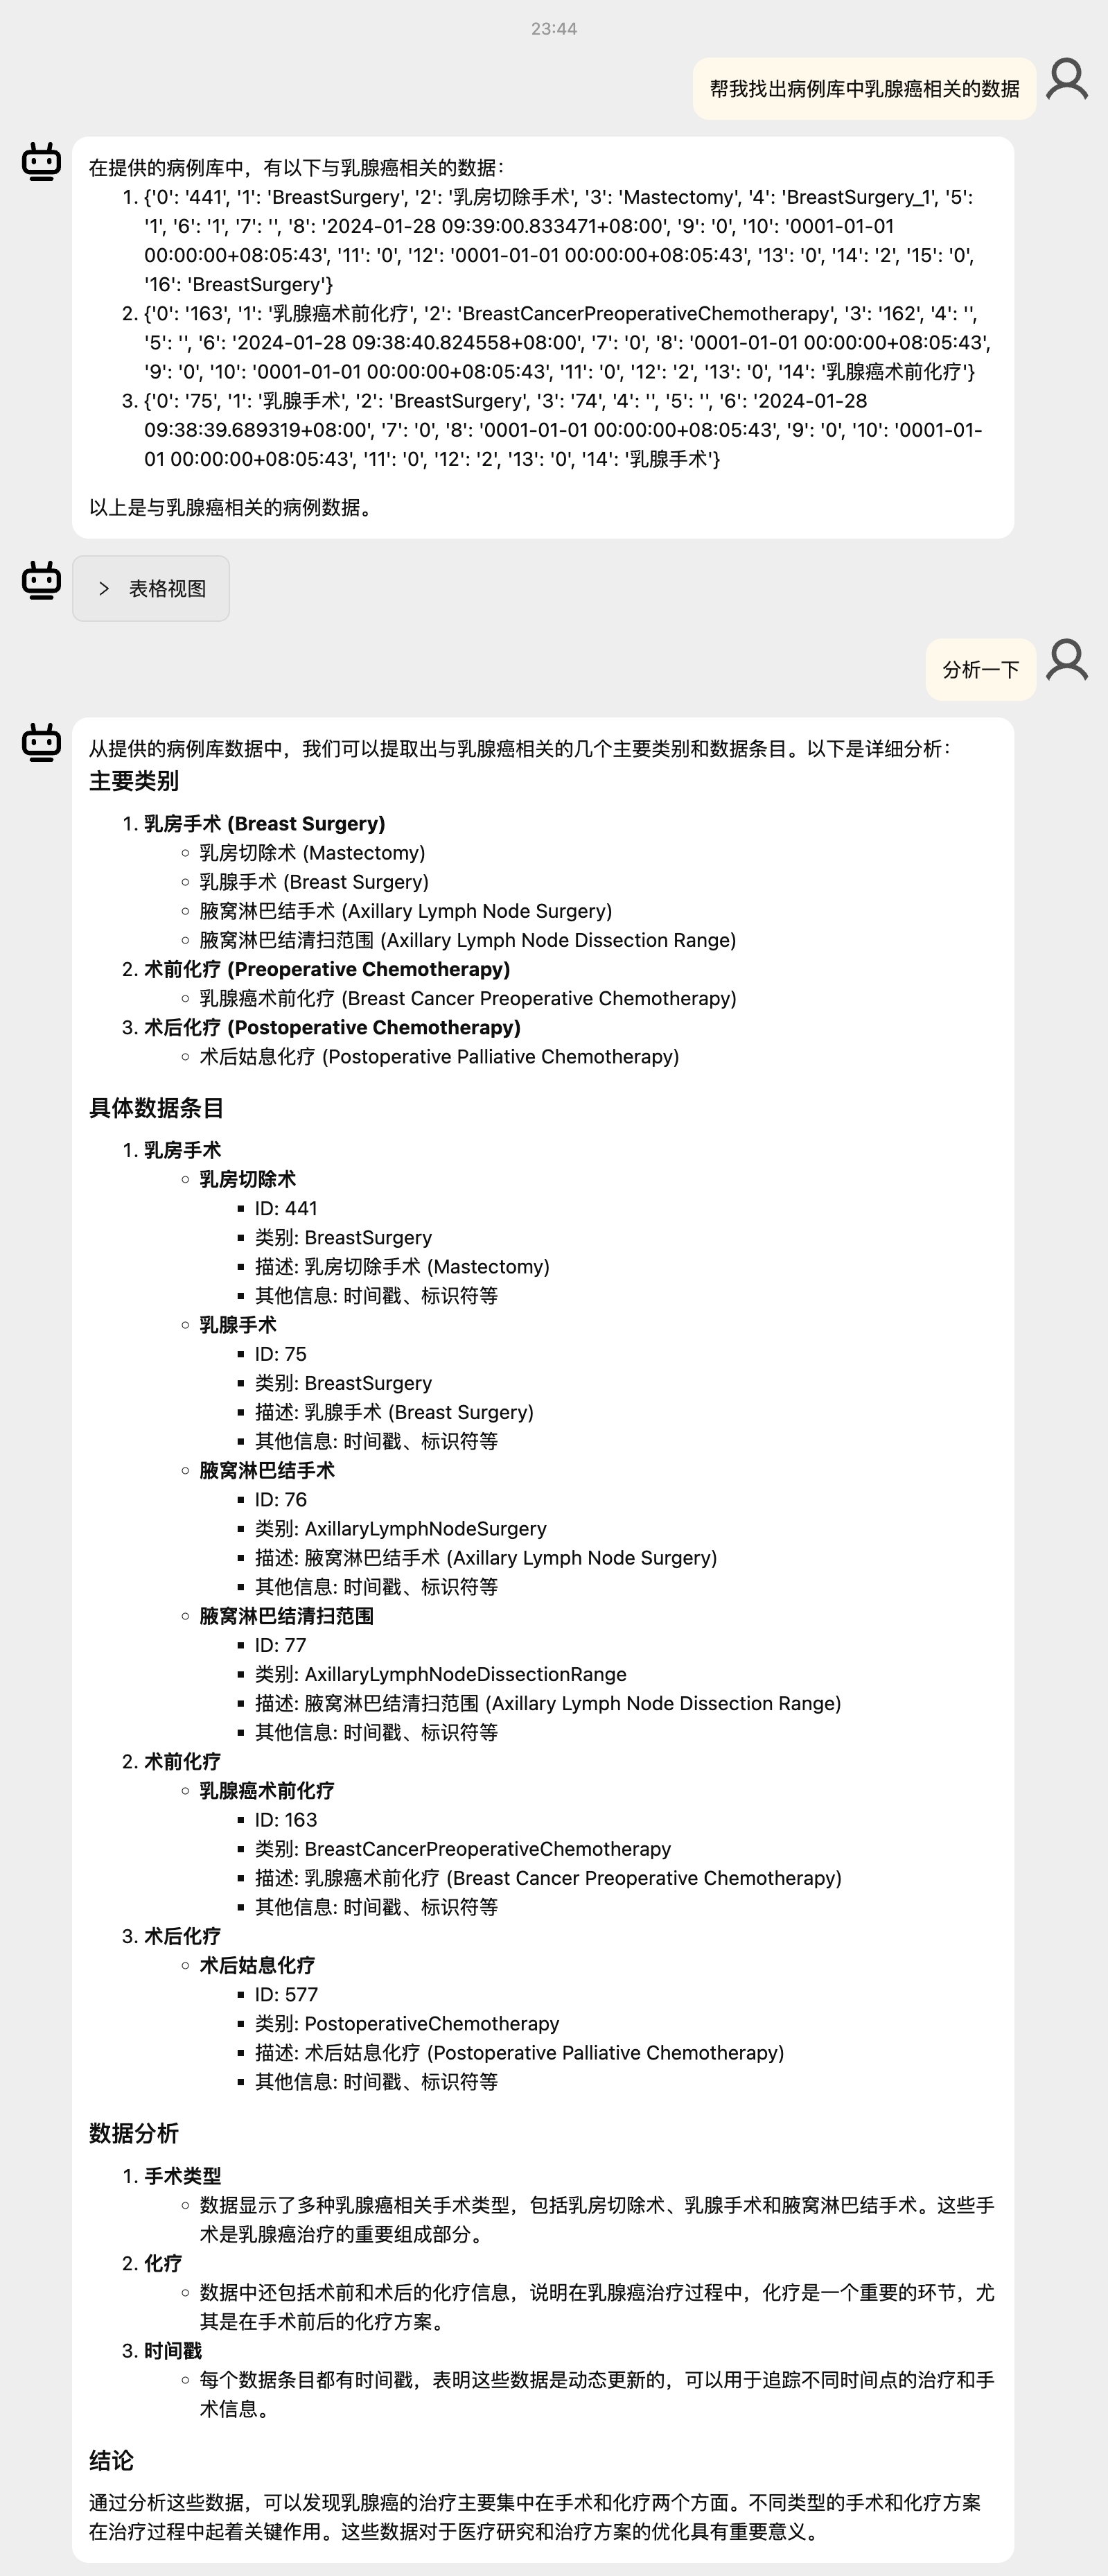 23:44
帮我找出病例库中乳腺癌相关的数据
在提供的病例库中，有以下与乳腺癌相关的数据：
1. {'0': '441', '1': 'BreastSurgery', '2': '乳房切除手术', '3': 'Mastectomy', '4': 'BreastSurgery_1', '5':
'1', '6': '1', '7': '', '8': '2024-01-28 09:39:00.833471+08:00', '9': '0', '10': '0001-01-01
00:00:00+08:05:43', '11': '0', '12': '0001-01-01 00:00:00+08:05:43', '13': '0', '14': '2', '15': '0',
'16': 'BreastSurgery'}
2. {'0': '163', '1': '乳腺癌术前化疗', '2': 'BreastCancerPreoperativeChemotherapy', '3': '162', '4': '',
'5': '', '6': '2024-01-28 09:38:40.824558+08:00', '7': '0', '8': '0001-01-01 00:00:00+08:05:43',
'9': '0', '10': '0001-01-01 00:00:00+08:05:43', '11': '0', '12': '2', '13': '0', '14': '乳腺癌术前化疗'}
3. {'0': '75', '1': '乳腺手术', '2': 'BreastSurgery', '3': '74', '4': '', '5': '', '6': '2024-01-28
09:38:39.689319+08:00', '7': '0', '8': '0001-01-01 00:00:00+08:05:43', '9': '0', '10': '0001-01-
01 00:00:00+08:05:43', '11': '0', '12': '2', '13': '0', '14': '乳腺手术'}
以上是与乳腺癌相关的病例数据。
表格视图
分析一下
从提供的病例库数据中，我们可以提取出与乳腺癌相关的几个主要类别和数据条目。以下是详细分析：
主要类别
1. 乳房手术 (Breast Surgery)
乳房切除术 (Mastectomy)
乳腺手术 (Breast Surgery)
腋窝淋巴结手术 (Axillary Lymph Node Surgery)
腋窝淋巴结清扫范围 (Axillary Lymph Node Dissection Range)
2. 术前化疗 (Preoperative Chemotherapy)
乳腺癌术前化疗 (Breast Cancer Preoperative Chemotherapy)
3. 术后化疗 (Postoperative Chemotherapy)
术后姑息化疗 (Postoperative Palliative Chemotherapy)
具体数据条目
1. 乳房手术
乳房切除术
ID: 441
类别: BreastSurgery
描述: 乳房切除手术 (Mastectomy)
其他信息: 时间戳、标识符等
乳腺手术
ID: 75
类别: BreastSurgery
描述: 乳腺手术 (Breast Surgery)
其他信息: 时间戳、标识符等
腋窝淋巴结手术
ID: 76
类别: AxillaryLymphNodeSurgery
描述: 腋窝淋巴结手术 (Axillary Lymph Node Surgery)
其他信息: 时间戳、标识符等
腋窝淋巴结清扫范围
ID: 77
类别: AxillaryLymphNodeDissectionRange
描述: 腋窝淋巴结清扫范围 (Axillary Lymph Node Dissection Range)
其他信息: 时间戳、标识符等
2. 术前化疗
乳腺癌术前化疗
ID: 163
类别: BreastCancerPreoperativeChemotherapy
描述: 乳腺癌术前化疗 (Breast Cancer Preoperative Chemotherapy)
其他信息: 时间戳、标识符等
3. 术后化疗
术后姑息化疗
ID: 577
类别: PostoperativeChemotherapy
描述: 术后姑息化疗 (Postoperative Palliative Chemotherapy)
其他信息: 时间戳、标识符等
数据分析
1. 手术类型
数据显示了多种乳腺癌相关手术类型，包括乳房切除术、乳腺手术和腋窝淋巴结手术。这些手
术是乳腺癌治疗的重要组成部分。
2. 化疗
数据中还包括术前和术后的化疗信息，说明在乳腺癌治疗过程中，化疗是一个重要的环节，尤
其是在手术前后的化疗方案。
3. 时间戳
每个数据条目都有时间戳，表明这些数据是动态更新的，可以用于追踪不同时间点的治疗和手
术信息。
结论
通过分析这些数据，可以发现乳腺癌的治疗主要集中在手术和化疗两个方面。不同类型的手术和化疗方案
在治疗过程中起着关键作用。这些数据对于医疗研究和治疗方案的优化具有重要意义。